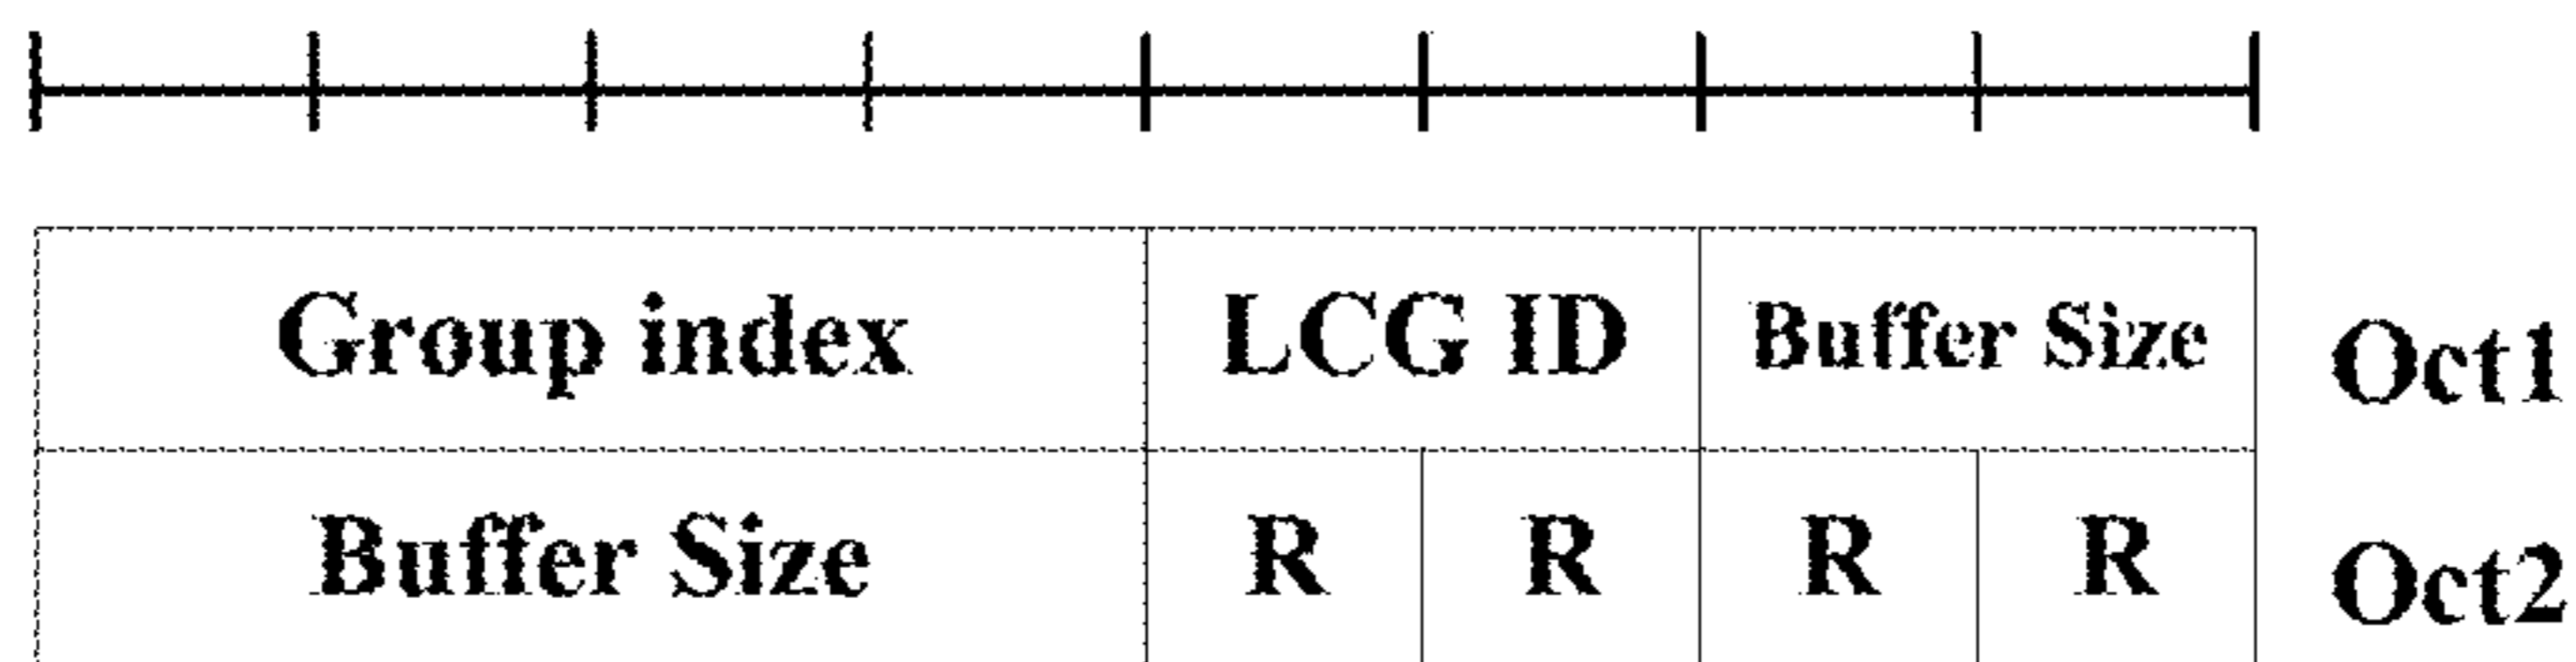 Group index LCG ID Buffer Size Oct1
Buffer Size R R R R Oct2